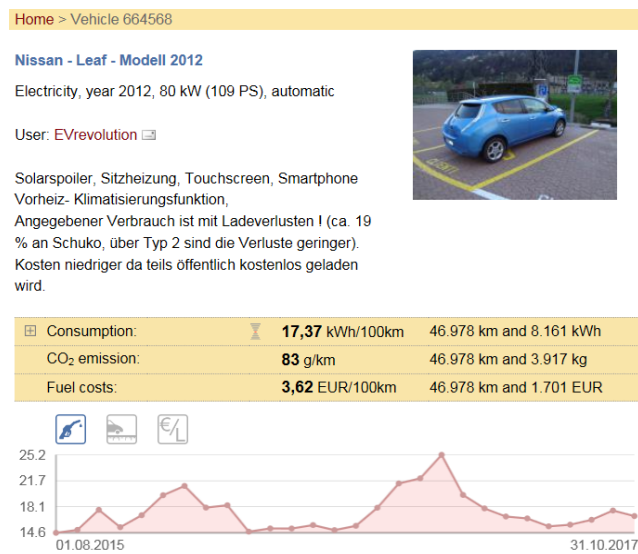 Home > Vehicle 664568
Nissan - Leaf - Modell 2012
Electricity, year 2012, 80 kW (109 PS), automatic
User: EVrevolution
Solarspoiler, Sitzheizung, Touchscreen, Smartphone
Vorheiz- Klimatisierungsfunktion,
Angegebener Verbrauch ist mit Ladeverlusten ! (ca. 19
% an Schuko, über Typ 2 sind die Verluste geringer).
Kosten niedriger da teils öffentlich kostenlos geladen
wird.
Consumption: 17,37 kWh/100km 46.978 km and 8.161 kWh
CO₂ emission: 83 g/km 46.978 km and 3.917 kg
Fuel costs: 3,62 EUR/100km 46.978 km and 1.701 EUR
€/L
25.2
21.7
18.1
14.6
01.08.2015 31.10.2017